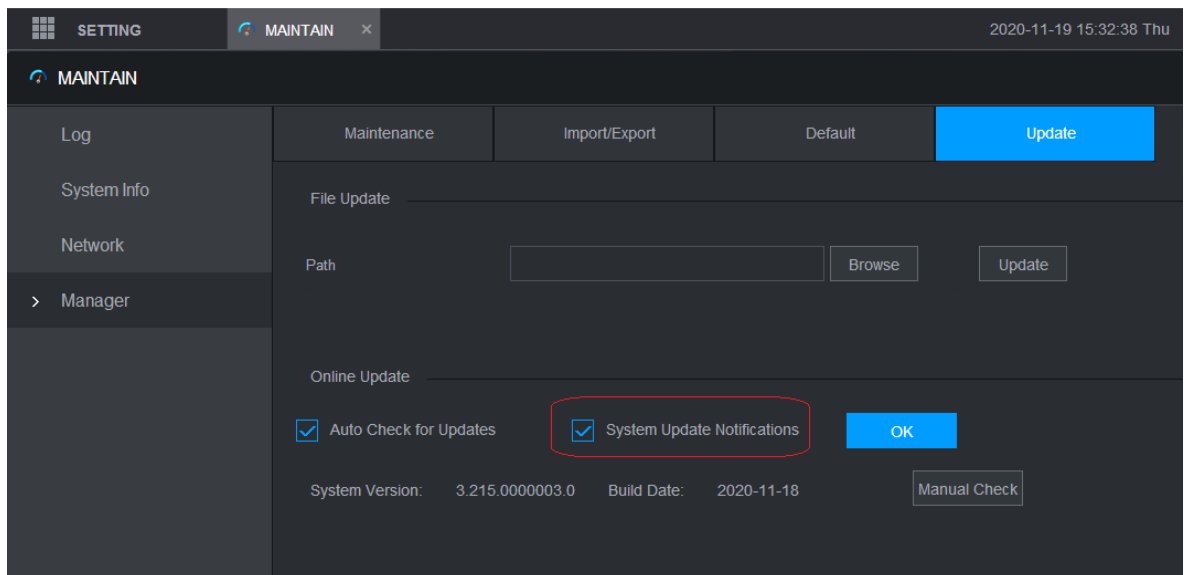 SETTING MAINTAIN × 2020-11-19 15:32:38 Thu
MAINTAIN
Log
System Info
Network
> Manager
Maintenance Import/Export Default Update
File Update
Path Browse Update
Online Update
Auto Check for Updates System Update Notifications OK
System Version: 3.215.0000003.0 Build Date: 2020-11-18 Manual Check